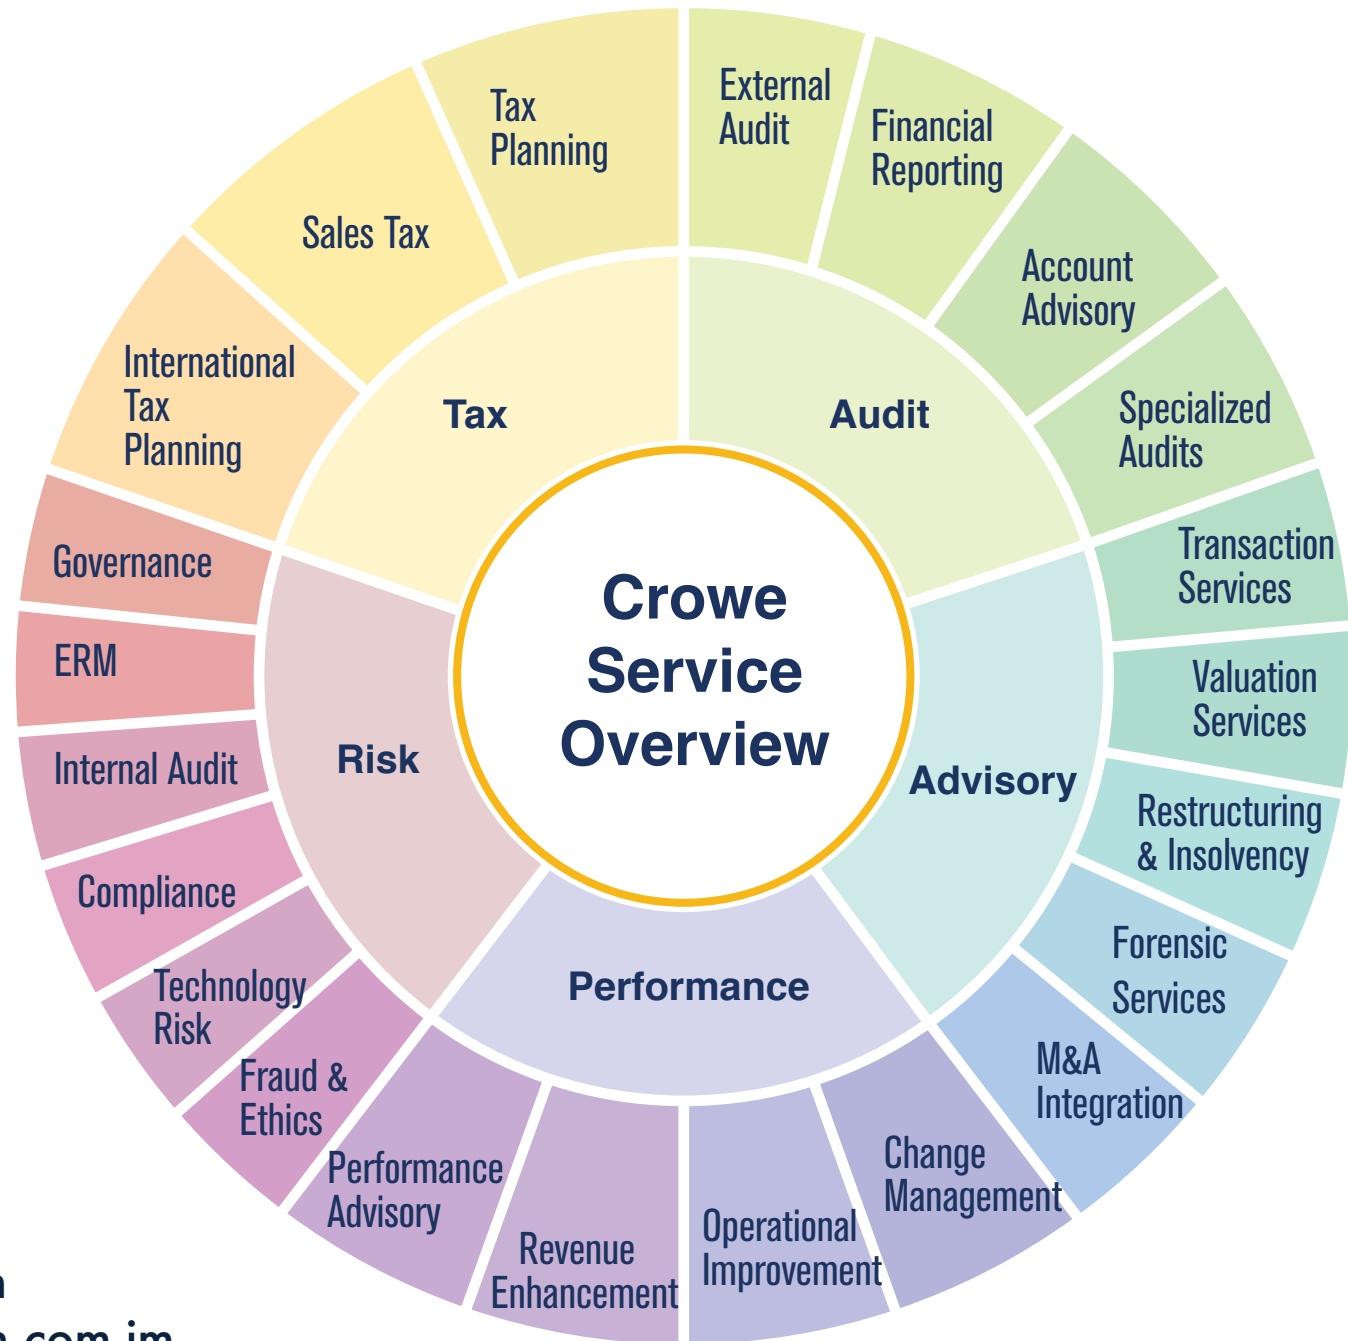 Crowe
Service
Overview
Tax
Audit
Advisory
Performance
Risk
External
Audit
Financial
Reporting
Account
Advisory
Specialized
Audits
Transaction
Services
Valuation
Services
Restructuring
& Insolvency
Forensic
Services
M&A
Integration
Change
Management
Operational
Improvement
Revenue
Enhancement
Performance
Advisory
Fraud &
Ethics
Technology
Risk
Compliance
Internal Audit
ERM
Governance
International
Tax
Planning
Sales Tax
Tax
Planning
.com.jm